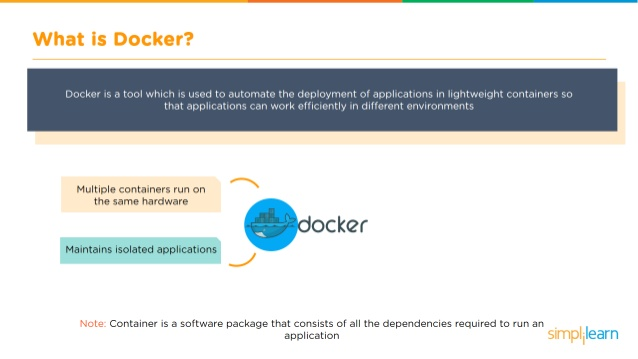 What is Docker?
Docker is a tool which is used to automate the deployment of applications in lightweight containers so
that applications can work efficiently in different environments
Multiple containers run on
the same hardware
docker
Maintains isolated applications
Note: Container is a software package that consists of all the dependencies required to run an
application
simplilearn